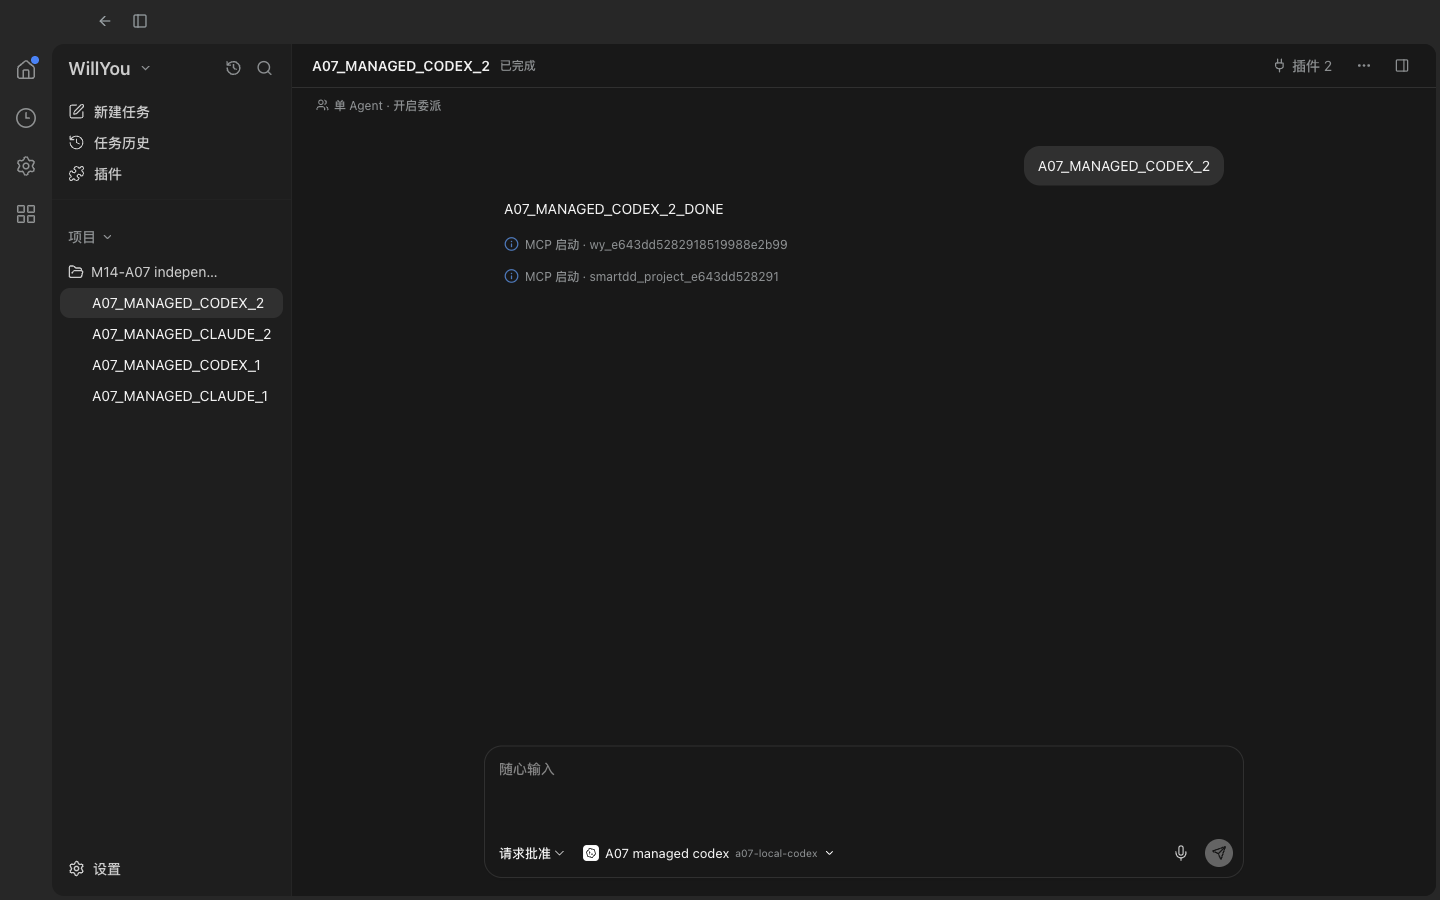 WillYou
新建任务
任务历史
插件
项目
M14-A07 indepen...
A07_MANAGED_CODEX_2
A07_MANAGED_CLAUDE_2
A07_MANAGED_CODEX_1
A07_MANAGED_CLAUDE_1
设置
A07_MANAGED_CODEX_2 已完成
插件 2
单 Agent · 开启委派
A07_MANAGED_CODEX_2
A07_MANAGED_CODEX_2_DONE
MCP 启动 · wy_e643dd5282918519988e2b99
MCP 启动 · smartdd_project_e643dd528291
随心输入
请求批准 A07 managed codex a07-local-codex